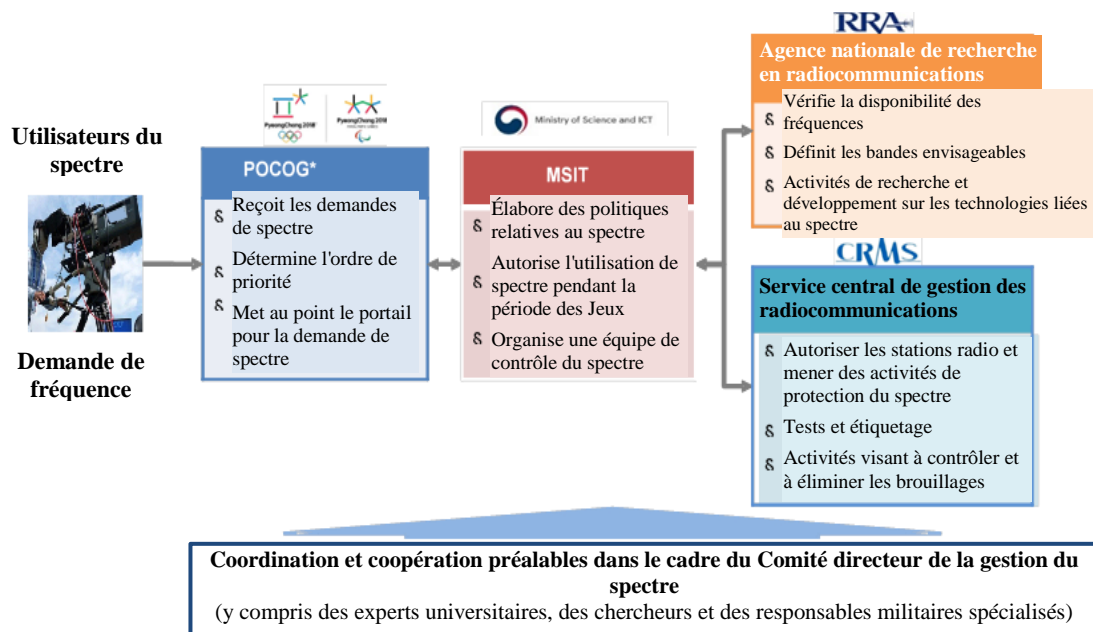 Utilisateurs du
spectre
Demande de
fréquence
PyeongChang 2018
PyeongChang 2018
POCOG*
Reçoit les demandes
de spectre
Détermine l'ordre de
priorité
Met au point le portail
pour la demande de
spectre
Ministry of Science and ICT
MSIT
Élabore des politiques
relatives au spectre
Autorise l'utilisation de
spectre pendant la
période des Jeux
Organise une équipe de
contrôle du spectre
RRA
Agence nationale de recherche
en radiocommunications
Vérifie la disponibilité des
fréquences
Définit les bandes envisageables
Activités de recherche et
développement sur les technologies liées
au spectre
CRMS
Service central de gestion des
radiocommunications
Autoriser les stations radio et
mener des activités de
protection du spectre
Tests et étiquetage
Activités visant à contrôler et
à éliminer les brouillages
Coordination et coopération préalables dans le cadre du Comité directeur de la gestion du
spectre
(y compris des experts universitaires, des chercheurs et des responsables militaires spécialisés)